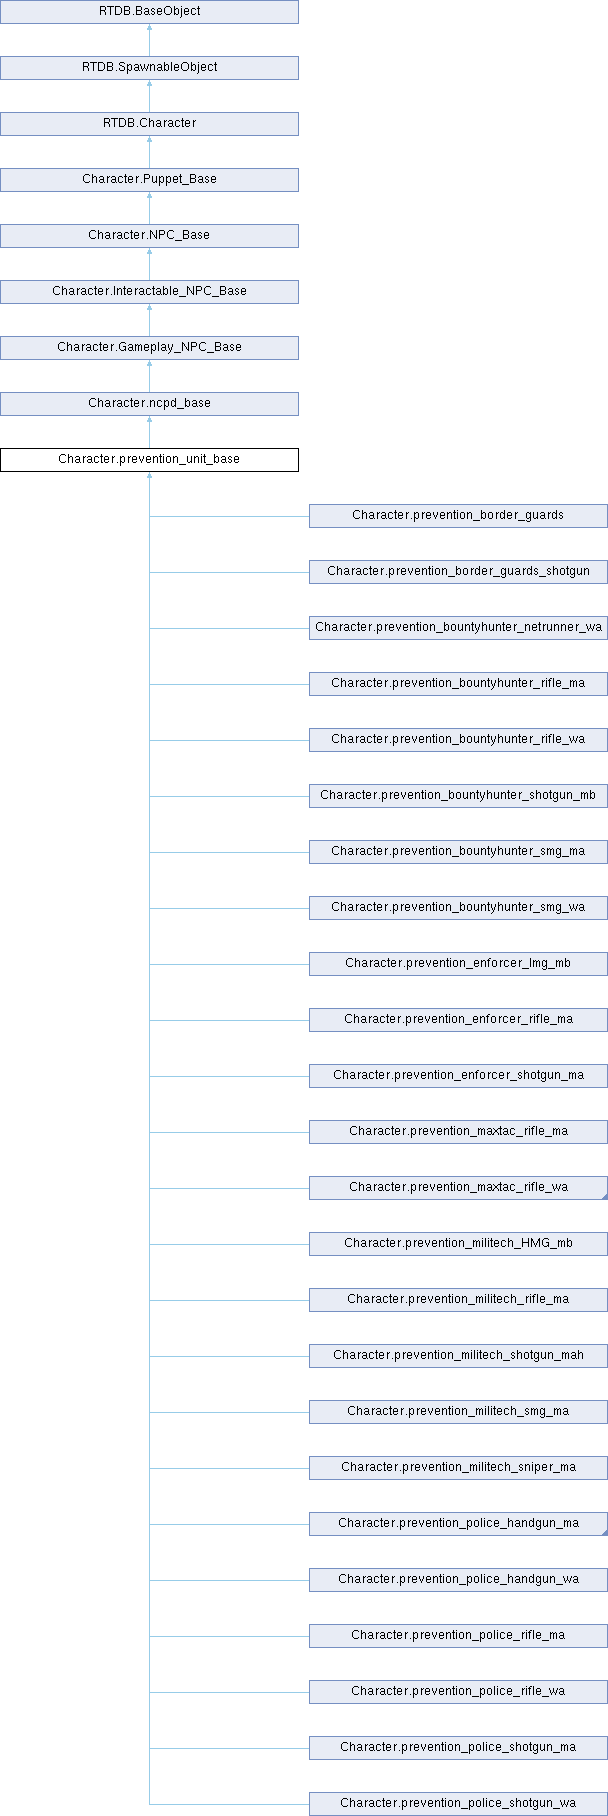 RTDB.BaseObject
RTDB.SpawnableObject
RTDB.Character
Character.Puppet_Base
Character.NPC_Base
Character.Interactable_NPC_Base
Character.Gameplay_NPC_Base
Character.ncpd_base
Character.prevention_unit_base
Character.prevention_border_guards
Character.prevention_border_guards_shotgun
Character.prevention_bountyhunter_netrunner_wa
Character.prevention_bountyhunter_rifle_ma
Character.prevention_bountyhunter_rifle_wa
Character.prevention_bountyhunter_shotgun_mb
Character.prevention_bountyhunter_smg_ma
Character.prevention_bountyhunter_smg_wa
Character.prevention_enforcer_lmg_mb
Character.prevention_enforcer_rifle_ma
Character.prevention_enforcer_shotgun_ma
Character.prevention_maxtac_rifle_ma
Character.prevention_maxtac_rifle_wa
Character.prevention_militech_HMG_mb
Character.prevention_militech_rifle_ma
Character.prevention_militech_shotgun_mah
Character.prevention_militech_smg_ma
Character.prevention_militech_sniper_ma
Character.prevention_police_handgun_ma
Character.prevention_police_handgun_wa
Character.prevention_police_rifle_ma
Character.prevention_police_rifle_wa
Character.prevention_police_shotgun_ma
Character.prevention_police_shotgun_wa